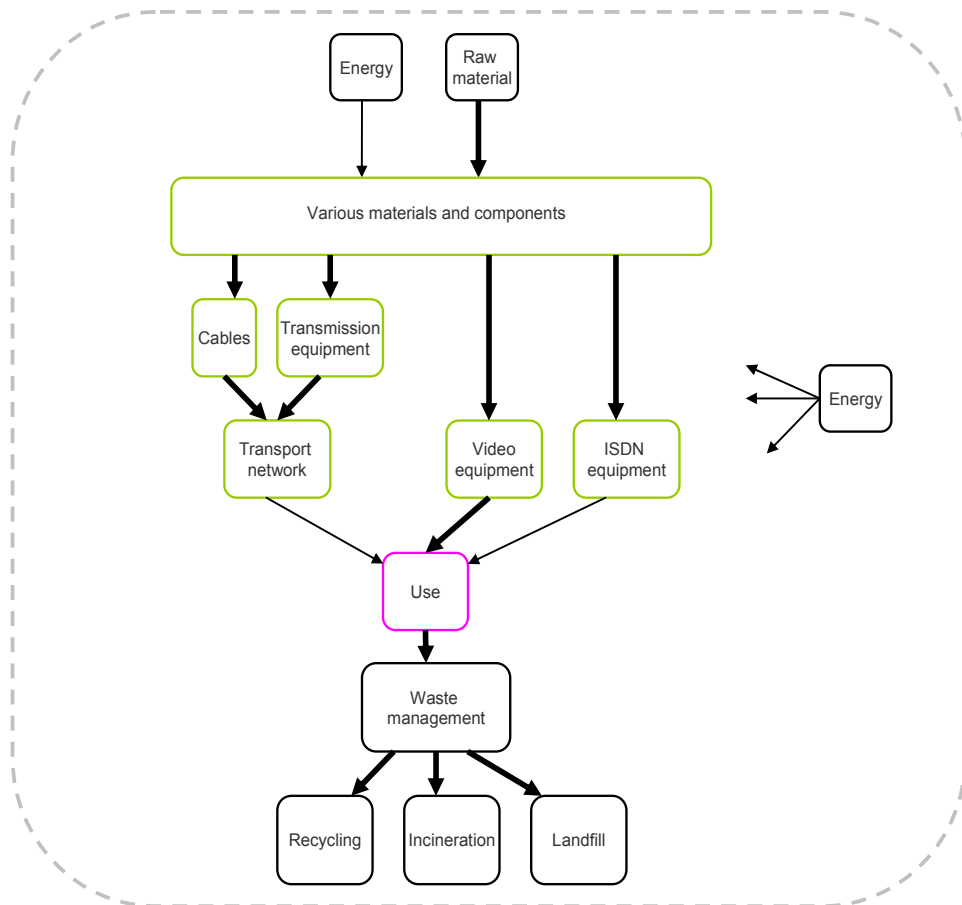 Energy
Raw
material
Various materials and components
Cables
Transmission
equipment
Energy
Transport
network
Video
equipment
ISDN
equipment
Use
Waste
management
Recycling
Incineration
Landfill